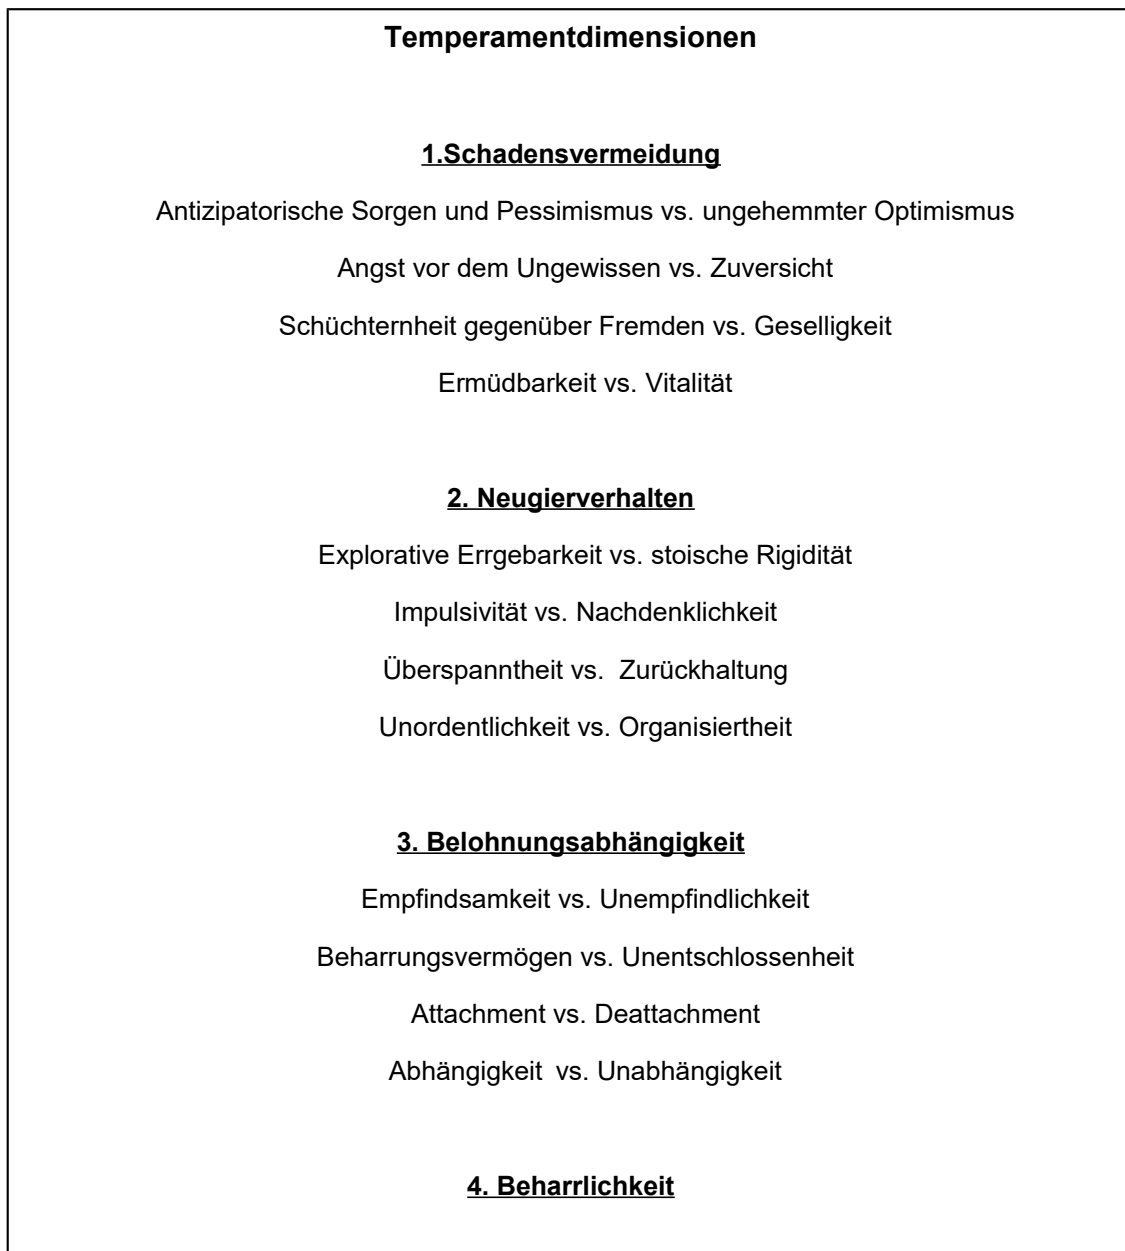 Temperamentdimensionen
1.Schadensvermeidung
Antizipatorische Sorgen und Pessimismus vs. ungehemmter Optimismus
Angst vor dem Ungewissen vs. Zuversicht
Schüchternheit gegenüber Fremden vs. Geselligkeit
Ermüdbarkeit vs. Vitalität
2. Neugierverhalten
Explorative Errgebarkeit vs. stoische Rigidität
Impulsivität vs. Nachdenklichkeit
Überspanntheit vs. Zurückhaltung
Unordentlichkeit vs. Organisiertheit
3. Belohnungsabhängigkeit
Empfindsamkeit vs. Unempfindlichkeit
Beharrungsvermögen vs. Unentschlossenheit
Attachment vs. Deattachment
Abhängigkeit vs. Unabhängigkeit
4. Beharrlichkeit